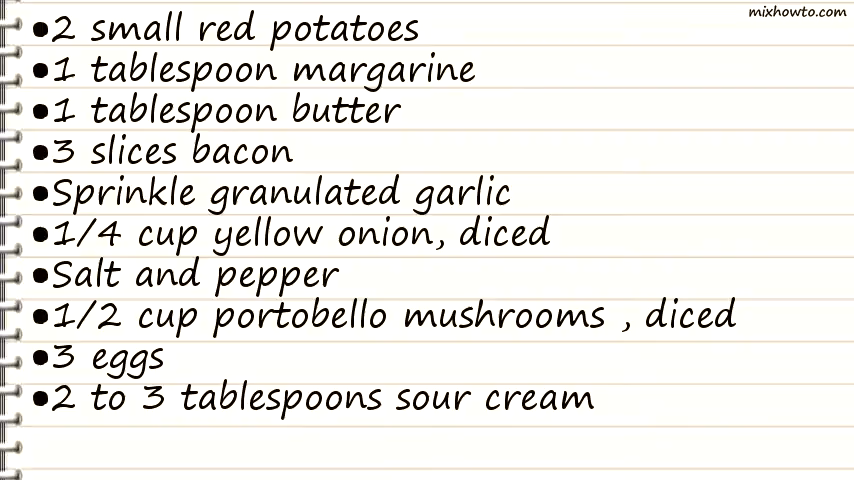 mixhowto.com
•2 small red potatoes
•1 tablespoon margarine
•1 tablespoon butter
•3 slices bacon
•Sprinkle granulated garlic
•1/4 cup yellow onion, diced
•Salt and pepper
•1/2 cup portobello mushrooms , diced
•3 eggs
•2 to 3 tablespoons sour cream